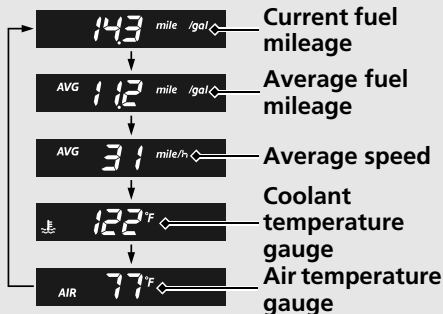 14.3 mile /gal
Current fuel
mileage
AVG 11.2 mile /gal
Average fuel
mileage
AVG 31 mile/h
Average speed
122 °F
Coolant
temperature
gauge
AIR 77 °F
Air temperature
gauge